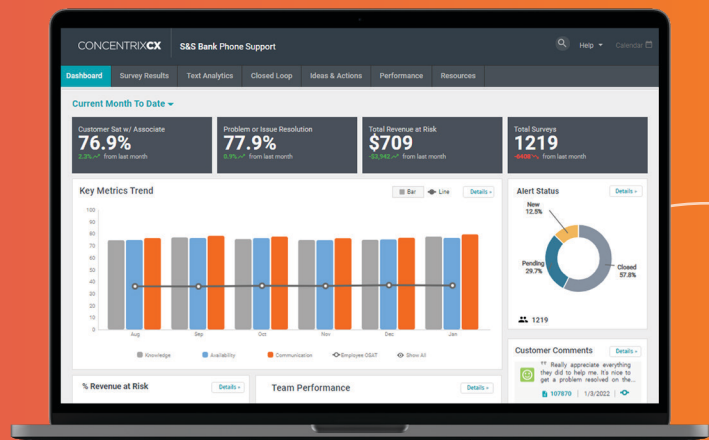 CONCENTRIXCX
S&S Bank Phone Support
Help
Calendar
Dashboard
Survey Results
Text Analytics
Closed Loop
Ideas & Actions
Performance
Resources
Current Month To Date
Customer Sat w/ Associate
76.9%
2.2% from last month
Problem or Issue Resolution
77.9%
0.9% from last month
Total Revenue at Risk
$709
-$2,942 from last month
Total Surveys
1219
-6408 from last month
Key Metrics Trend
Bar
Line
Details
100
90
80
70
60
50
40
30
20
10
0
Aug
Sep
Oct
Nov
Dec
Jan
Knowledge
Availability
Communication
Employee OSAT
Show All
Alert Status
Details
New
12.5%
Pending
29.7%
Closed
57.8%
1219
Customer Comments
Details
" Really appreciate everything
they did to help me. It's nice to
get a problem resolved on the...
107870 | 1/3/2022 |
% Revenue at Risk
Details
Team Performance
Details